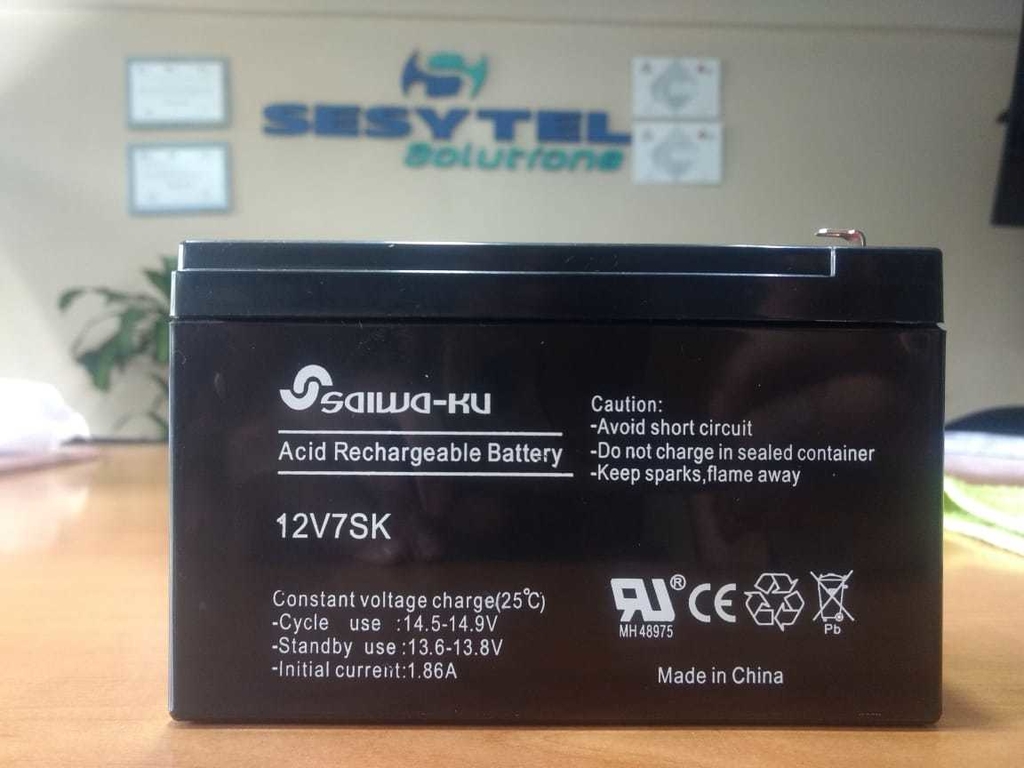 SESYTEL
Solutions
Saiwa-KU
Acid Rechargeable Battery
12V7SK
Constant voltage charge(25℃)
-Cycle use :14.5-14.9V
-Standby use :13.6-13.8V
-Initial current:1.86A
Caution:
-Avoid short circuit
-Do not charge in sealed container
-Keep sparks,flame away
RU® CE
MH48975
Pb
Made in China